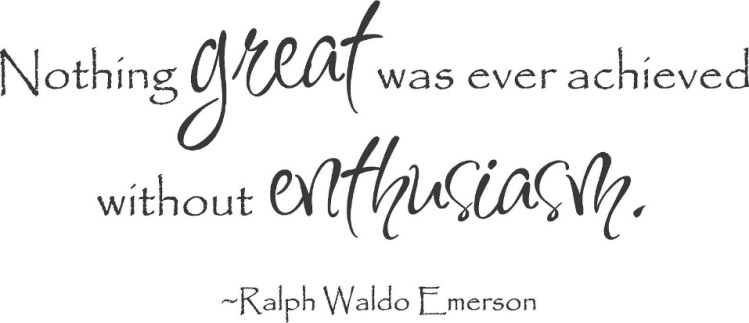 Nothing great was ever achieved
without enthusiasm.
~Ralph Waldo Emerson